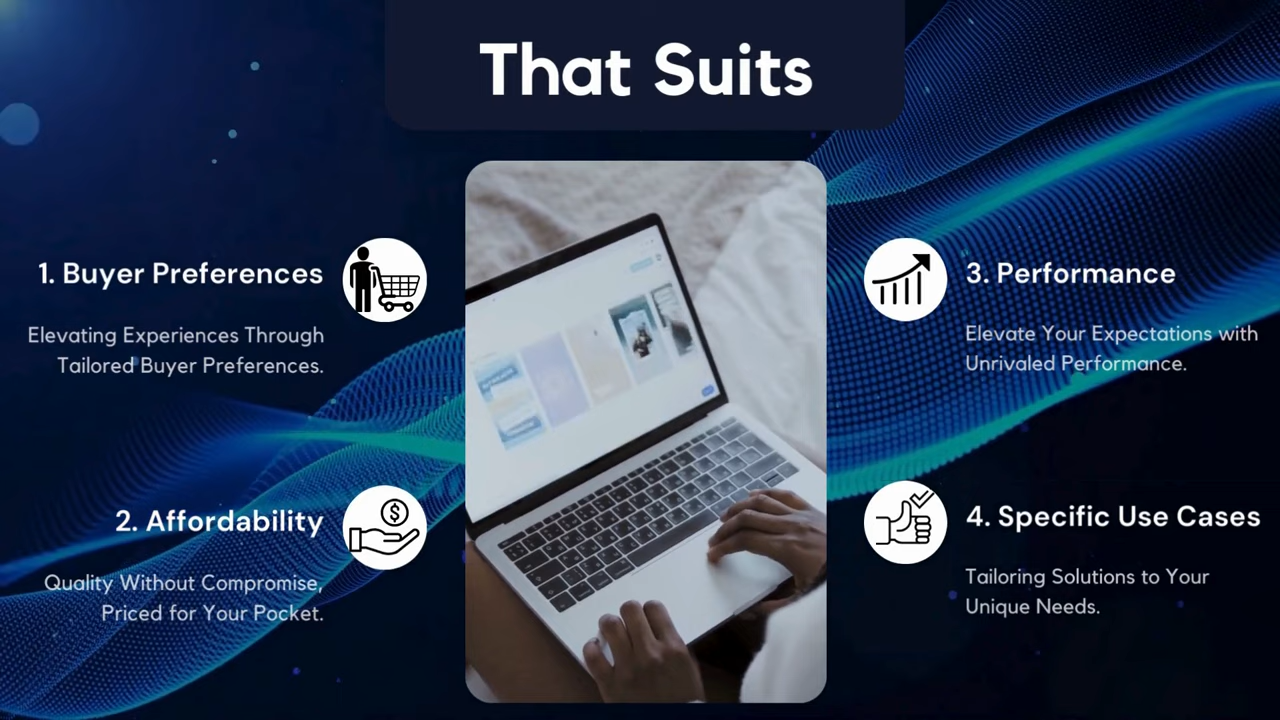 That Suits
1. Buyer Preferences
Elevating Experiences Through
Tailored Buyer Preferences.
2. Affordability
Quality Without Compromise,
Priced for Your Pocket.
3. Performance
Elevate Your Expectations with
Unrivaled Performance.
4. Specific Use Cases
Tailoring Solutions to Your
Unique Needs.